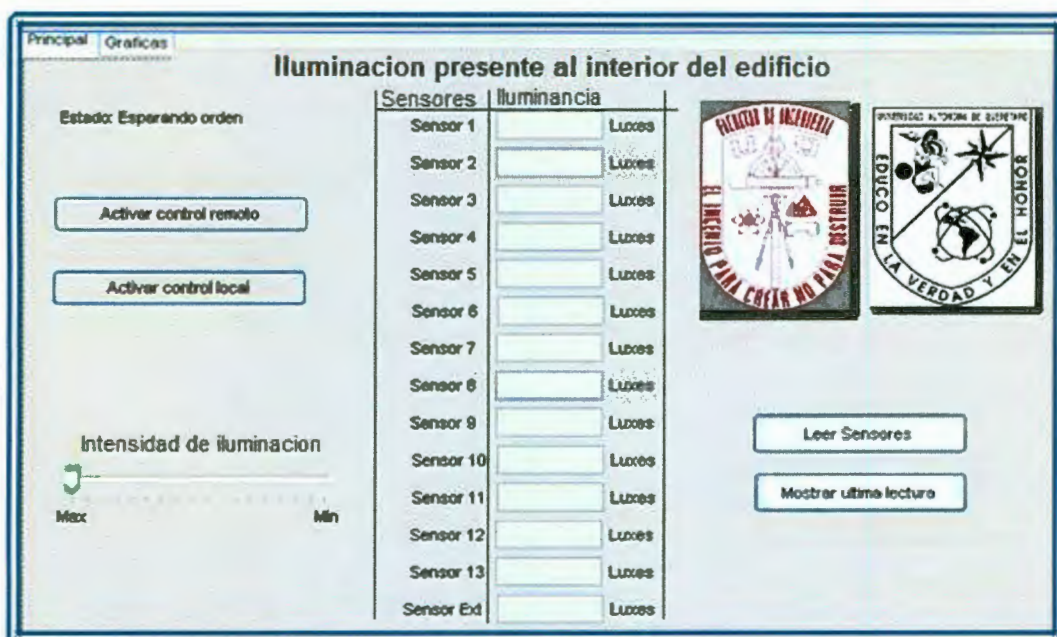 Principal Graficas
Iluminacion presente al interior del edificio
Estado: Esperando orden
Activar control remoto
Activar control local
Intensidad de iluminacion
Max Min
Sensores Iluminancia
Sensor 1 Luxes
Sensor 2 Luxes
Sensor 3 Luxes
Sensor 4 Luxes
Sensor 5 Luxes
Sensor 6 Luxes
Sensor 7 Luxes
Sensor 8 Luxes
Sensor 9 Luxes
Sensor 10 Luxes
Sensor 11 Luxes
Sensor 12 Luxes
Sensor 13 Luxes
Sensor Ext Luxes
FACULTAD DE INGENIERIA
EL INGENIO PARA CREAR NO PARA DESTRUIR
UNIVERSIDAD AUTONOMA DE QUERETARO
EDUCO EN LA VERDAD Y EN EL HONOR
Leer Sensores
Mostrar ultima lectura